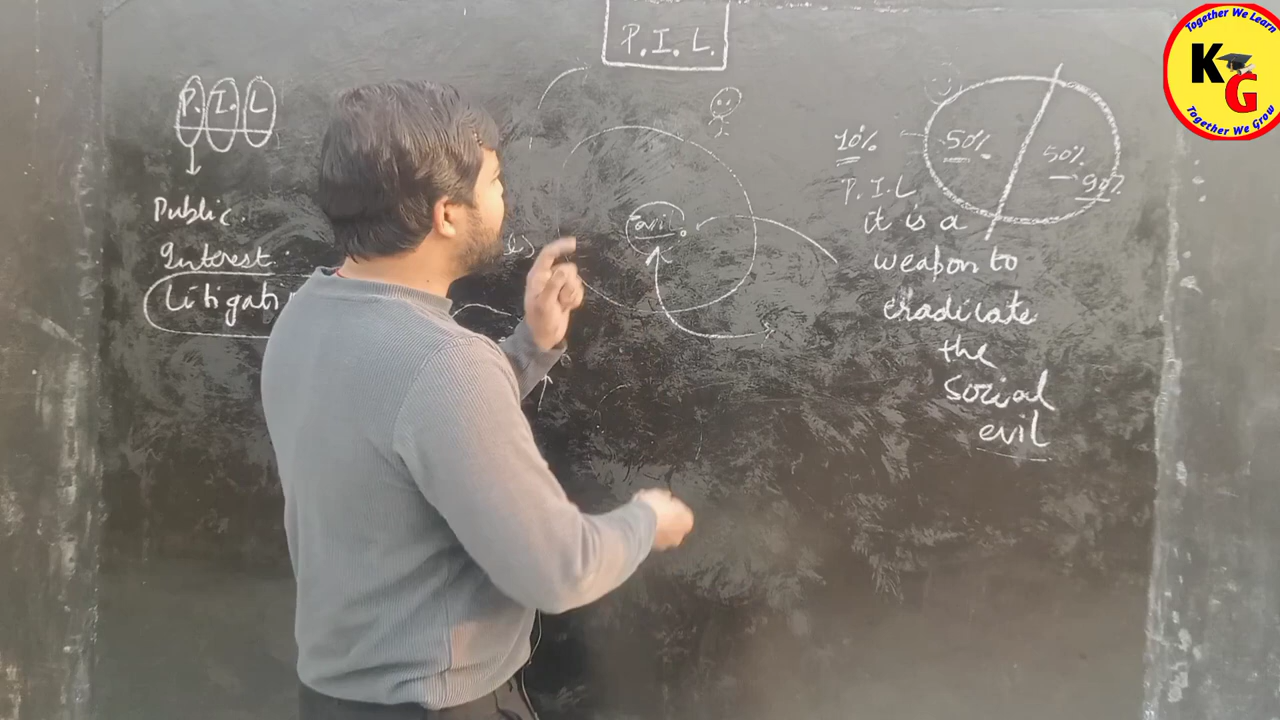 P.I.L.
P. I. L
Public.
Interest.
Litigati
evil.
10%
50%
50%
90%
P.I.L
it is a
weapon to
eradicate
the
social
evil
Together We Learn
KG
Together We Grow